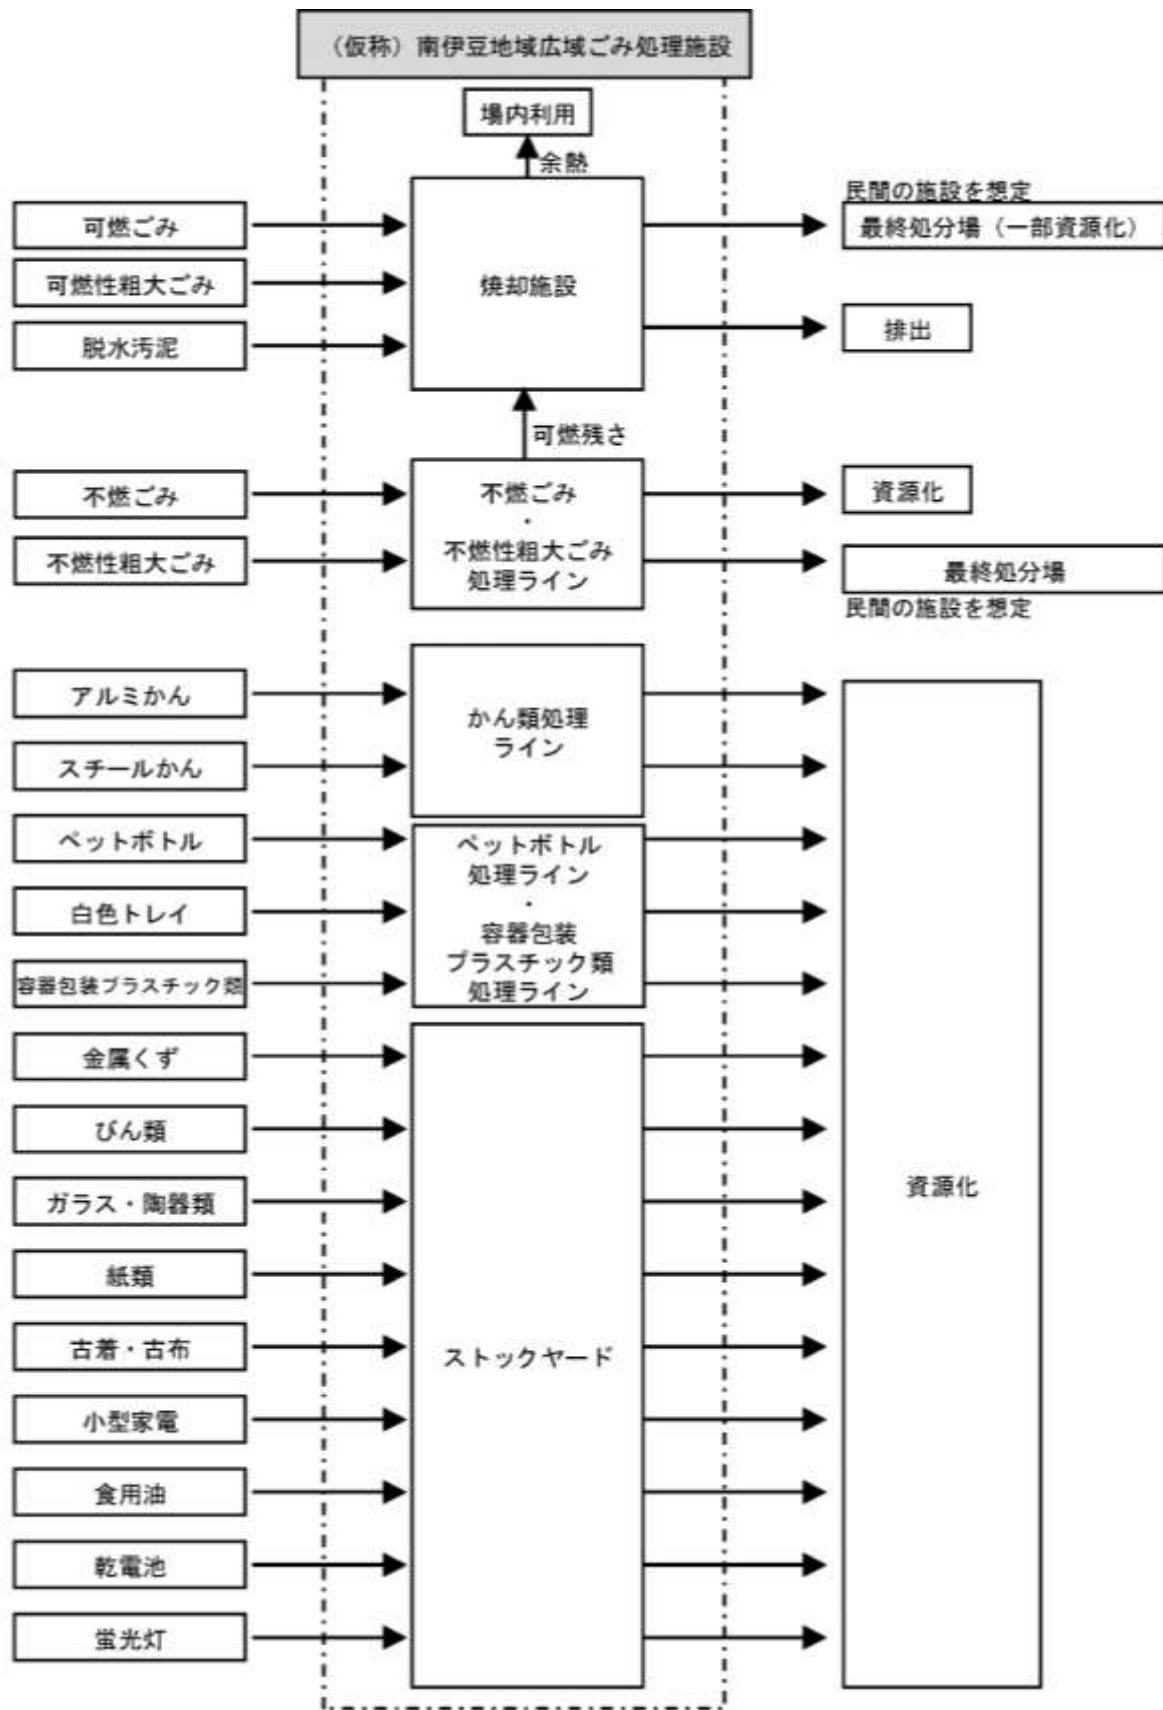 （仮称）南伊豆地域広域ごみ処理施設
場内利用
余熱
民間の施設を想定
可燃ごみ
最終処分場（一部資源化）
可燃性粗大ごみ
焼却施設
脱水汚泥
排出
可燃残さ
不燃ごみ
不燃ごみ
・
不燃性粗大ごみ
処理ライン
資源化
不燃性粗大ごみ
最終処分場
民間の施設を想定
アルミかん
かん類処理
ライン
スチールかん
ペットボトル
ペットボトル
処理ライン
・
容器包装
プラスチック類
処理ライン
白色トレイ
容器包装プラスチック類
金属くず
びん類
ガラス・陶器類
資源化
紙類
古着・古布
ストックヤード
小型家電
食用油
乾電池
蛍光灯